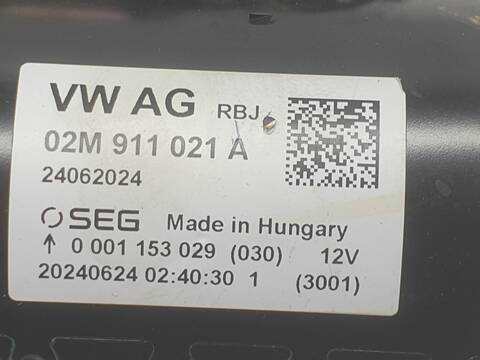 VW AG RBJ
02M 911 021 A
24062024
SEG Made in Hungary
↑ 0 001 153 029 (030) 12V
20240624 02:40:30 1 (3001)